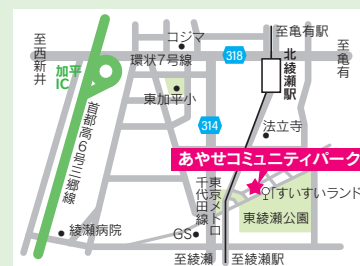 至西新井
コジマ
環状7号線
318
至亀有駅
至亀有
北綾瀬駅
加平
IC
東加平小
首都高6号三郷線
314
法立寺
あやせコミュニティパーク
東京メトロ
千代田線
「すいすいランド
東綾瀬公園
綾瀬病院
GS
至綾瀬
至綾瀬駅